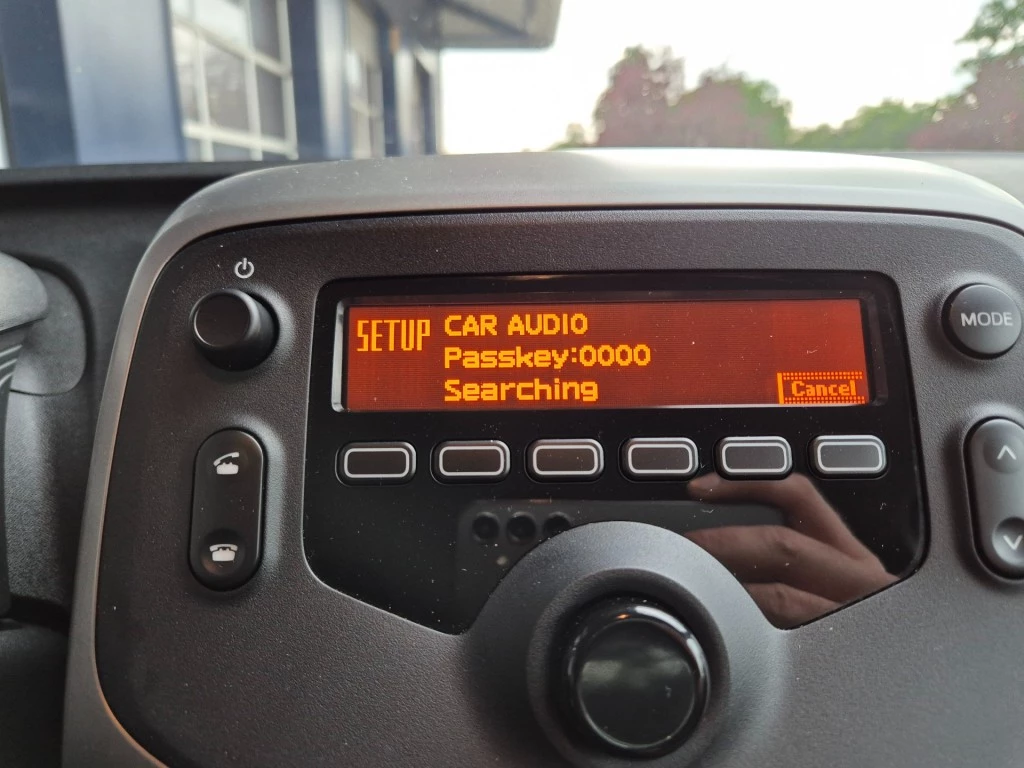 SETUP CAR AUDIO
Passkey:0000
Searching
Cancel
MODE